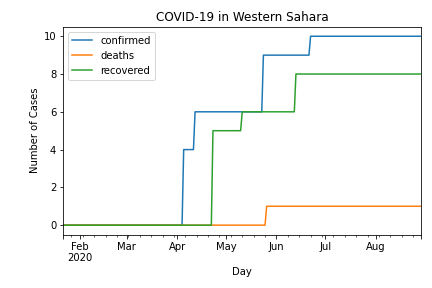 COVID-19 in Western Sahara
confirmed
deaths
recovered
Number of Cases
10
8
6
4
2
0
Feb Mar Apr May Jun Jul Aug
2020
Day